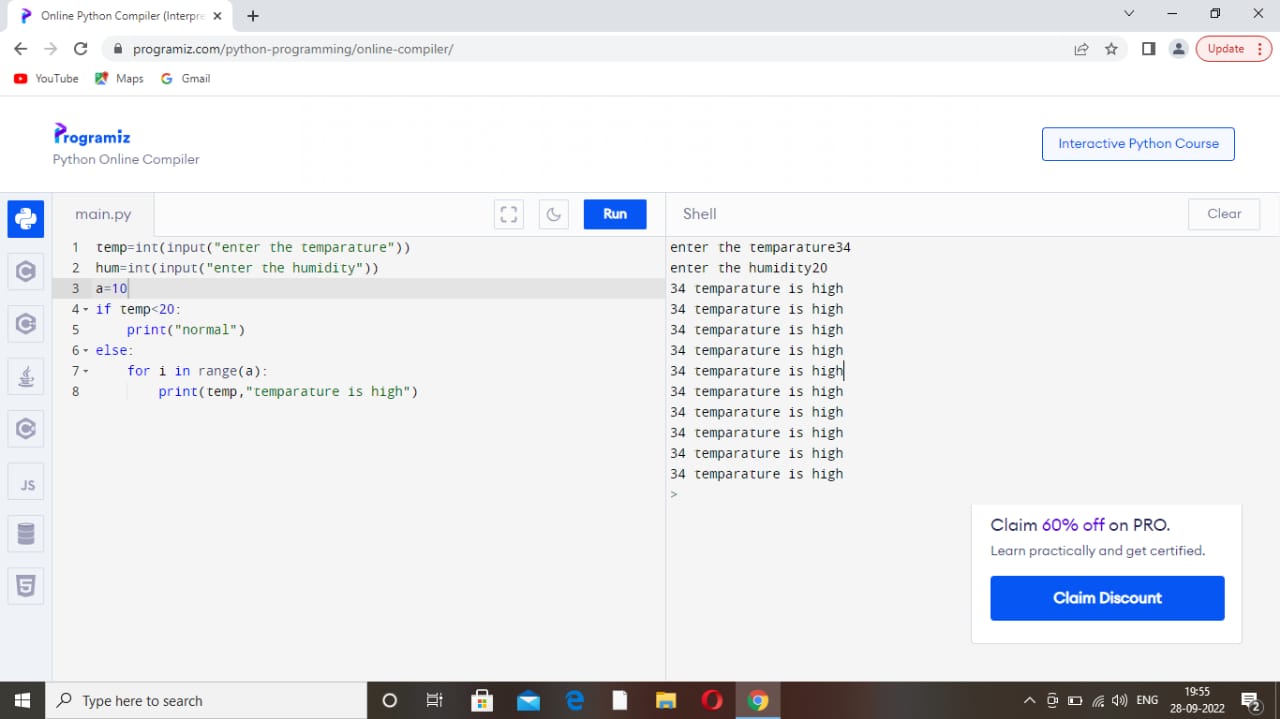 Online Python Compiler (Interpre
programiz.com/python-programming/online-compiler/
Update
YouTube Maps Gmail
Programiz
Python Online Compiler
Interactive Python Course
main.py
Run
Shell
Clear
1 temp=int(input("enter the temparature"))
2 hum=int(input("enter the humidity"))
3 a=10
4 if temp<20:
5     print("normal")
6 else:
7     for i in range(a):
8         print(temp,"temparature is high")
enter the temparature34
enter the humidity20
34 temparature is high
34 temparature is high
34 temparature is high
34 temparature is high
34 temparature is high
34 temparature is high
34 temparature is high
34 temparature is high
34 temparature is high
34 temparature is high
>
JS
Claim 60% off on PRO.
Learn practically and get certified.
Claim Discount
Type here to search
ENG
19:55
28-09-2022
2